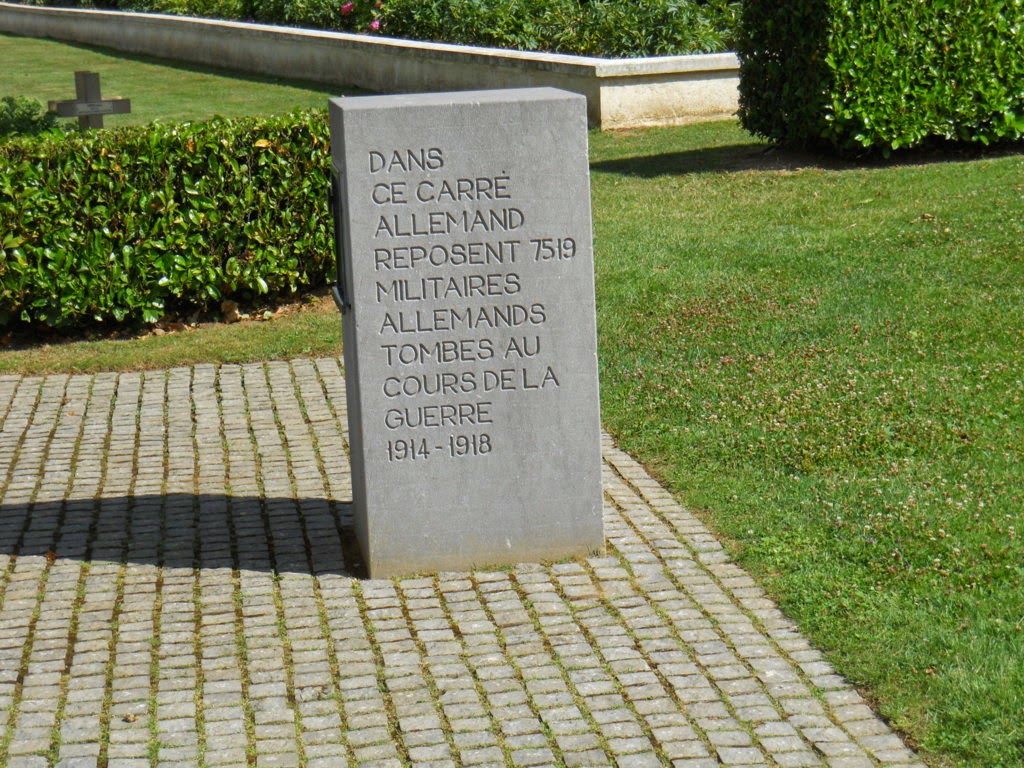 DANS
CE CARRÉ
ALLEMAND
REPOSENT 7519
MILITAIRES
ALLEMANDS
TOMBES AU
COURS DE LA
GUERRE
1914-1918